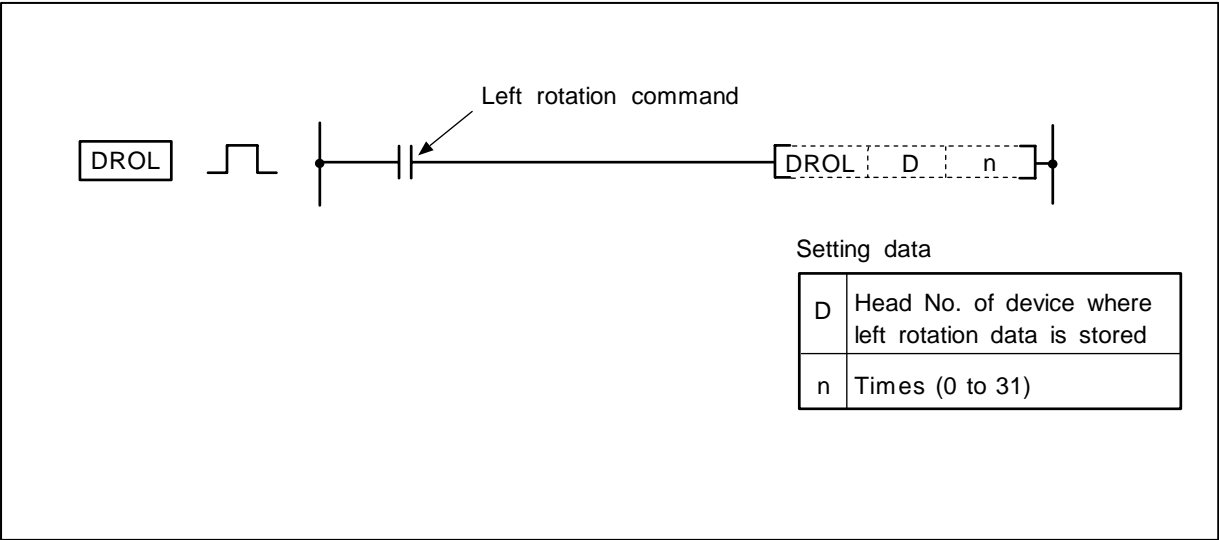 Left rotation command
DROL
DROL D n
Setting data
D Head No. of device where
left rotation data is stored
n Times (0 to 31)